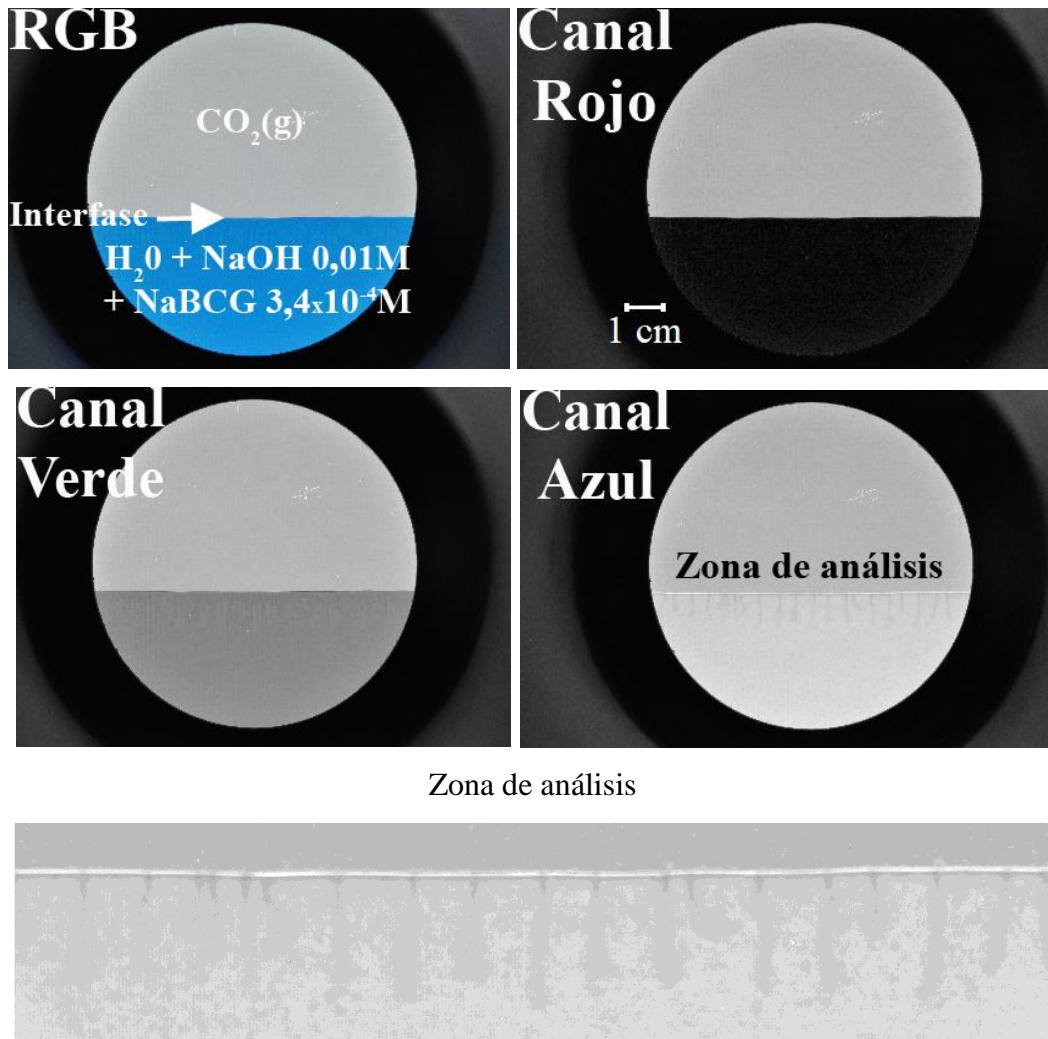 RGB
CO₂(g)
Interfase
H₂0 + NaOH 0,01M
+ NaBCG 3,4x10⁻⁴M
Canal
Rojo
1 cm
Canal
Verde
Canal
Azul
Zona de análisis
Zona de análisis